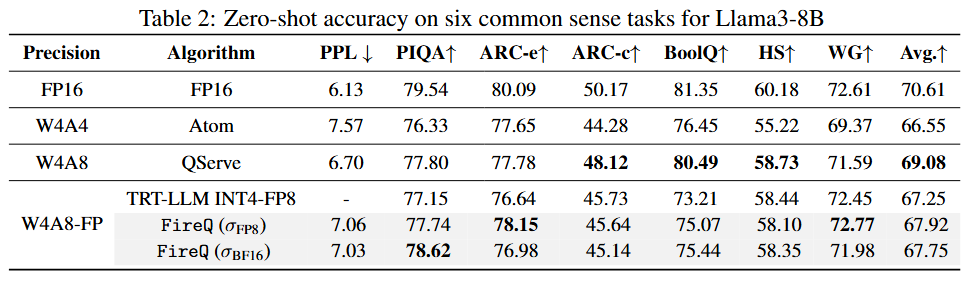 Table 2: Zero-shot accuracy on six common sense tasks for Llama3-8B
Precision Algorithm PPL ↓ PIQA↑ ARC-e↑ ARC-c↑ BoolQ↑ HS↑ WG↑ Avg.↑
FP16 FP16 6.13 79.54 80.09 50.17 81.35 60.18 72.61 70.61
W4A4 Atom 7.57 76.33 77.65 44.28 76.45 55.22 69.37 66.55
W4A8 QServe 6.70 77.80 77.78 48.12 80.49 58.73 71.59 69.08
TRT-LLM INT4-FP8 - 77.15 76.64 45.73 73.21 58.44 72.45 67.25
W4A8-FP FireQ (σFP8) 7.06 77.74 78.15 45.64 75.07 58.10 72.77 67.92
FireQ (σBF16) 7.03 78.62 76.98 45.14 75.44 58.35 71.98 67.75